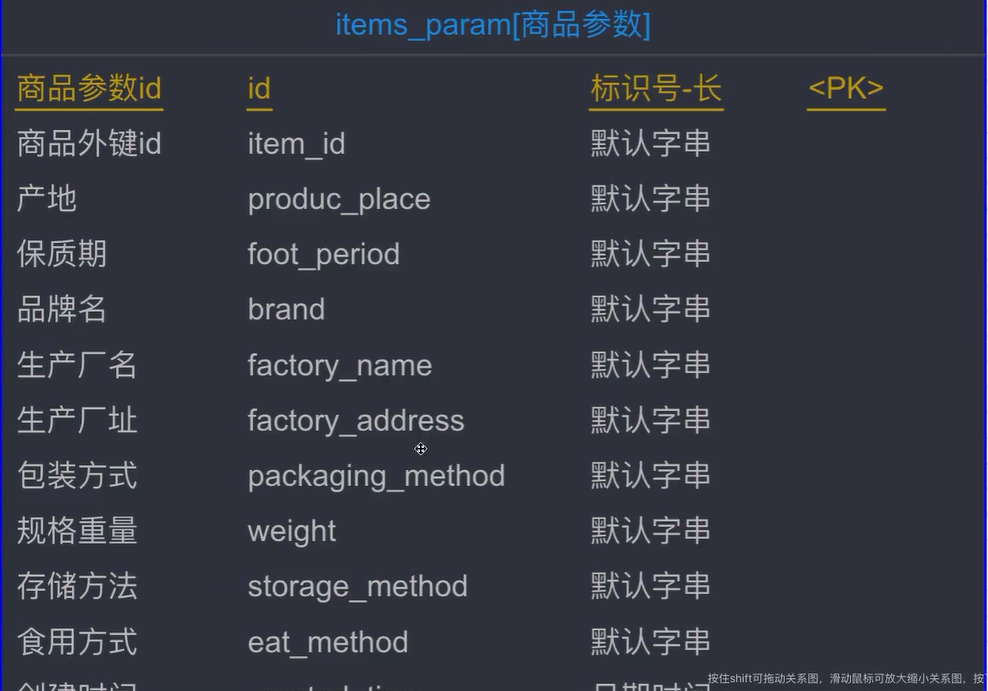 items_param[商品参数]
商品参数id id 标识号-长 <PK>
商品外键id item_id 默认字串
产地 produc_place 默认字串
保质期 foot_period 默认字串
品牌名 brand 默认字串
生产厂名 factory_name 默认字串
生产厂址 factory_address 默认字串
包装方式 packaging_method 默认字串
规格重量 weight 默认字串
存储方法 storage_method 默认字串
食用方式 eat_method 默认字串
按住shift可拖动关系图，滑动鼠标可放大缩小关系图，按